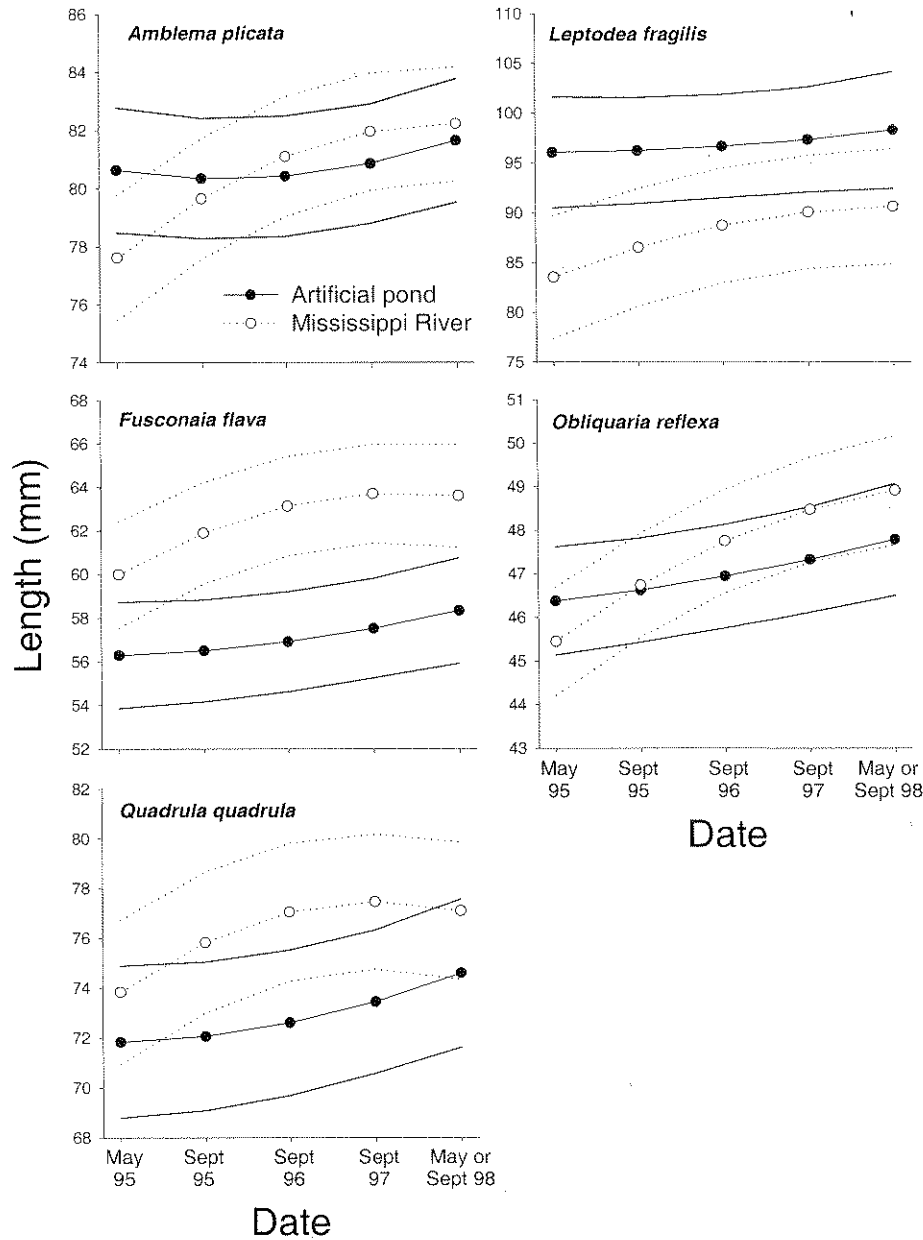 Amblema plicata
86
84
82
80
78
76
74
Artificial pond
Mississippi River
Leptodea fragilis
110
105
100
95
90
85
80
75
Fusconaia flava
68
66
64
62
60
58
56
54
52
Length (mm)
Obliquaria reflexa
51
50
49
48
47
46
45
44
43
May 95
Sept 95
Sept 96
Sept 97
May or Sept 98
Date
Quadrula quadrula
82
80
78
76
74
72
70
68
May 95
Sept 95
Sept 96
Sept 97
May or Sept 98
Date